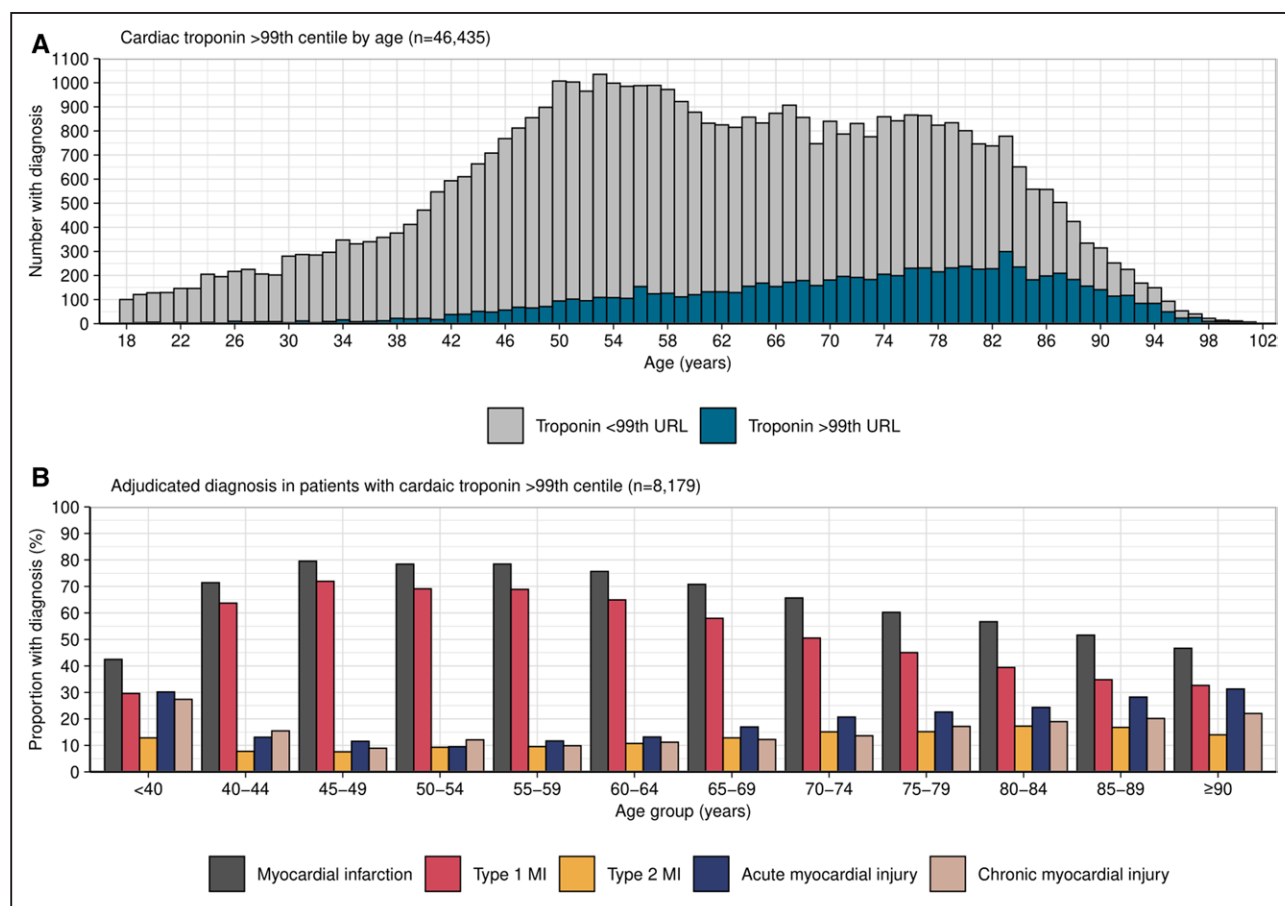 A
Cardiac troponin >99th centile by age (n=46,435)
Number with diagnosis
1100
1000
900
800
700
600
500
400
300
200
100
0
18 22 26 30 34 38 42 46 50 54 58 62 66 70 74 78 82 86 90 94 98 102
Age (years)
Troponin <99th URL Troponin >99th URL
B
Adjudicated diagnosis in patients with cardaic troponin >99th centile (n=8,179)
Proportion with diagnosis (%)
100
90
80
70
60
50
40
30
20
10
0
<40 40−44 45−49 50−54 55−59 60−64 65−69 70−74 75−79 80−84 85−89 ≥90
Age group (years)
Myocardial infarction Type 1 MI Type 2 MI Acute myocardial injury Chronic myocardial injury